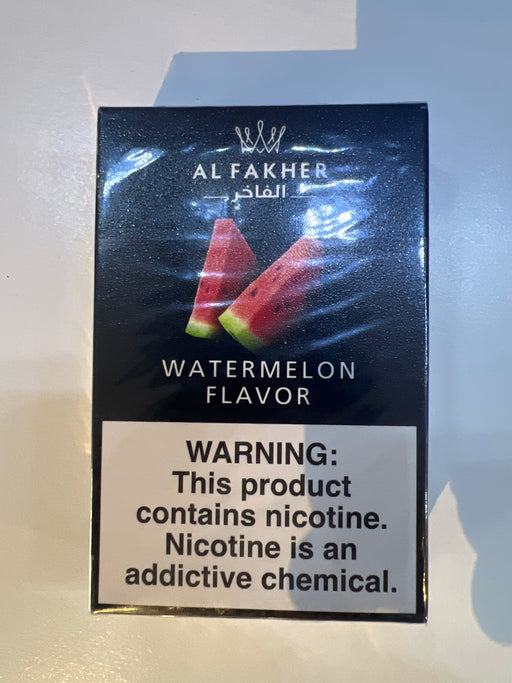 AL FAKHER
الفاخر
WATERMELON
FLAVOR
WARNING:
This product
contains nicotine.
Nicotine is an
addictive chemical.